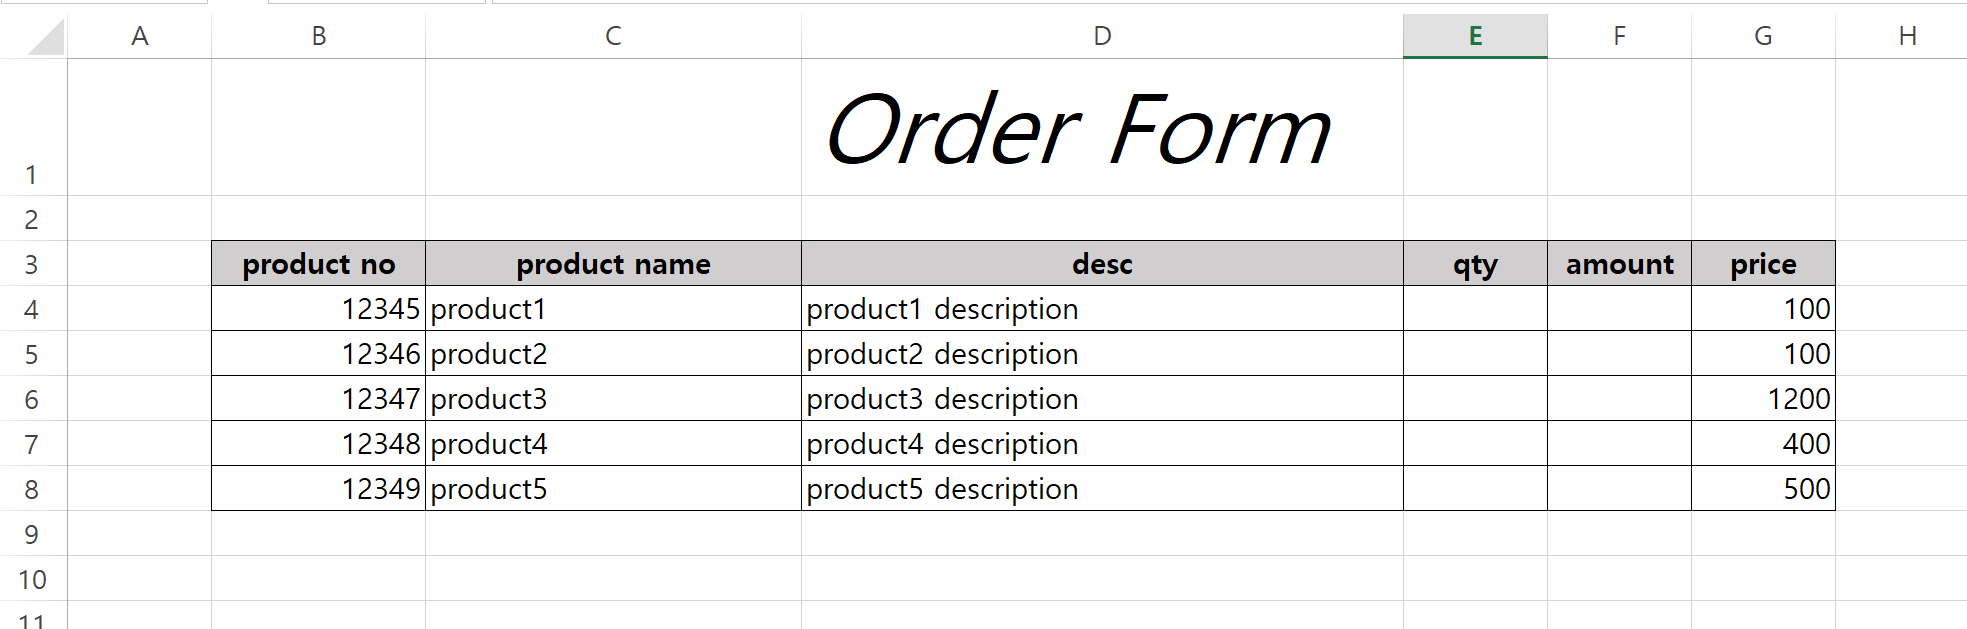 A B C D E F G H
1 Order Form
2
3 product no product name desc qty amount price
4 12345 product1 product1 description 100
5 12346 product2 product2 description 100
6 12347 product3 product3 description 1200
7 12348 product4 product4 description 400
8 12349 product5 product5 description 500
9
10
11